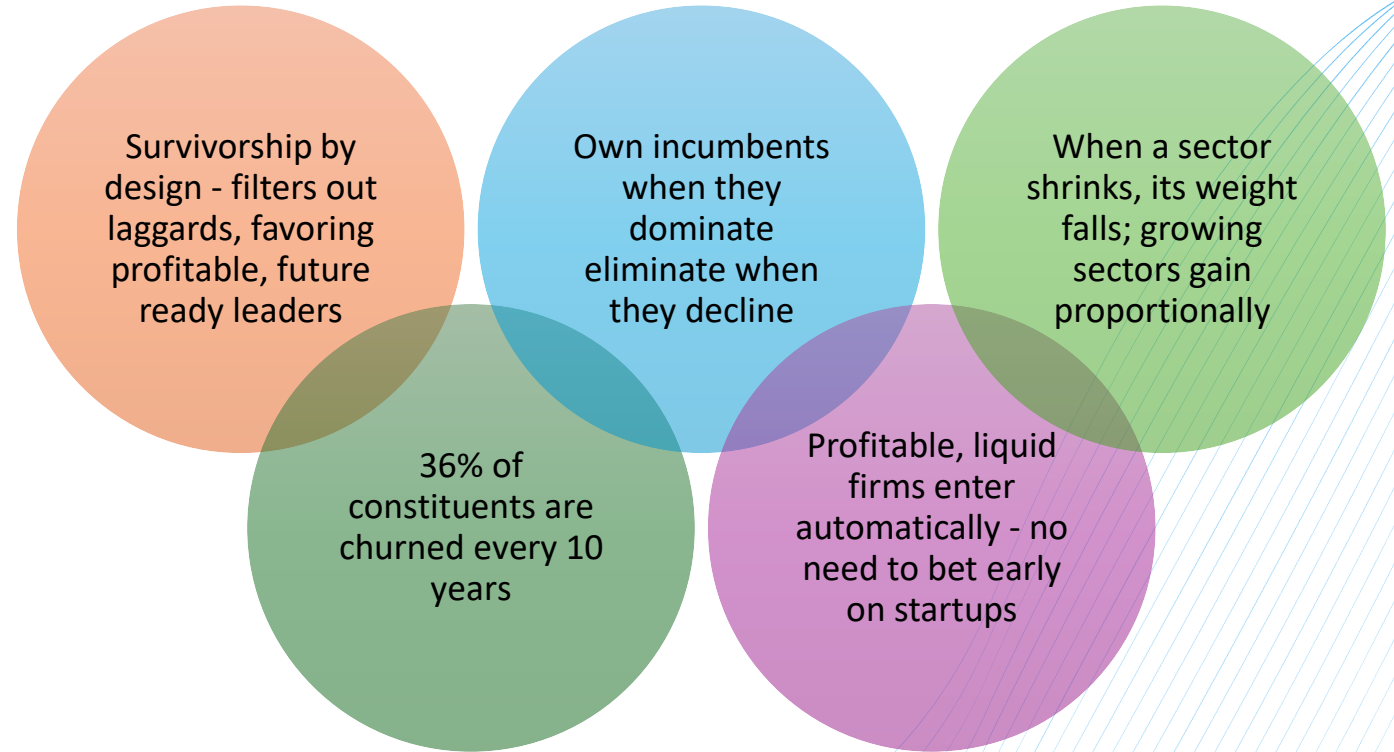 Survivorship by
design - filters out
laggards, favoring
profitable, future
ready leaders
36% of
constituents are
churned every 10
years
Own incumbents
when they
dominate
eliminate when
they decline
Profitable, liquid
firms enter
automatically - no
need to bet early
on startups
When a sector
shrinks, its weight
falls; growing
sectors gain
proportionally